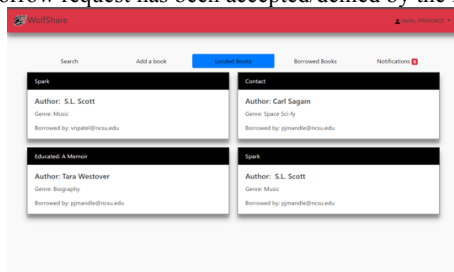 orrow request has been accepted/denied by the
WolfShare
Hello, PRIYANCE
Search Add a book Lended Books Borrowed Books Notifications
Spark
Author: S.L. Scott
Genre: Music
Borrowed by: vnpatel@ncsu.edu
Contact
Author: Carl Sagam
Genre: Space Sci-fy
Borrowed by: pjmandle@ncsu.edu
Educated: A Memoir
Author: Tara Westover
Genre: Biography
Borrowed by: pjmandle@ncsu.edu
Spark
Author: S.L. Scott
Genre: Music
Borrowed by: pjmandle@ncsu.edu